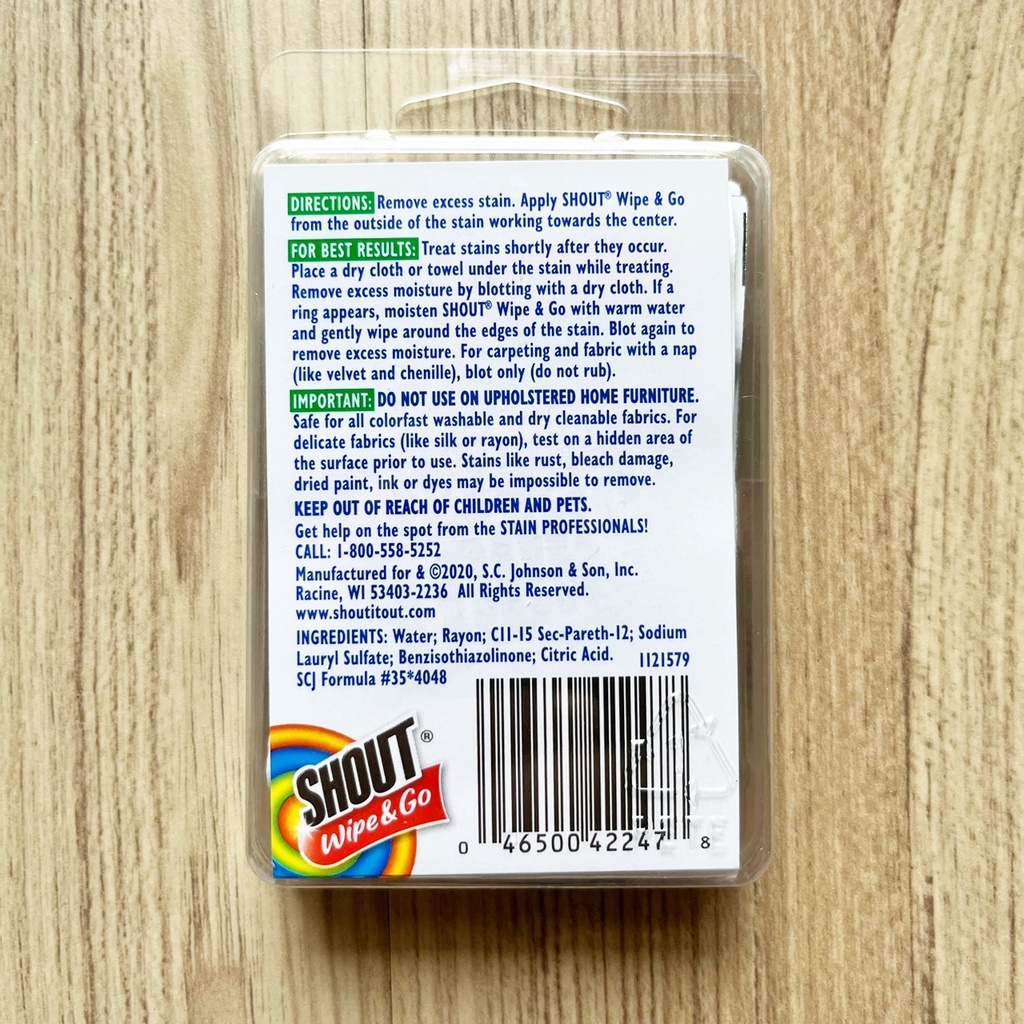 DIRECTIONS: Remove excess stain. Apply SHOUT® Wipe & Go
from the outside of the stain working towards the center.
FOR BEST RESULTS: Treat stains shortly after they occur.
Place a dry cloth or towel under the stain while treating.
Remove excess moisture by blotting with a dry cloth. If a
ring appears, moisten SHOUT® Wipe & Go with warm water
and gently wipe around the edges of the stain. Blot again to
remove excess moisture. For carpeting and fabric with a nap
(like velvet and chenille), blot only (do not rub).
IMPORTANT: DO NOT USE ON UPHOLSTERED HOME FURNITURE.
Safe for all colorfast washable and dry cleanable fabrics. For
delicate fabrics (like silk or rayon), test on a hidden area of
the surface prior to use. Stains like rust, bleach damage,
dried paint, ink or dyes may be impossible to remove.
KEEP OUT OF REACH OF CHILDREN AND PETS.
Get help on the spot from the STAIN PROFESSIONALS!
CALL: 1-800-558-5252
Manufactured for & ©2020, S.C. Johnson & Son, Inc.
Racine, WI 53403-2236 All Rights Reserved.
www.shoutitout.com
INGREDIENTS: Water; Rayon; C11-15 Sec-Pareth-12; Sodium
Lauryl Sulfate; Benzisothiazolinone; Citric Acid. 1121579
SCJ Formula #35*4048
SHOUT®
Wipe & Go
0 46500 42247 8